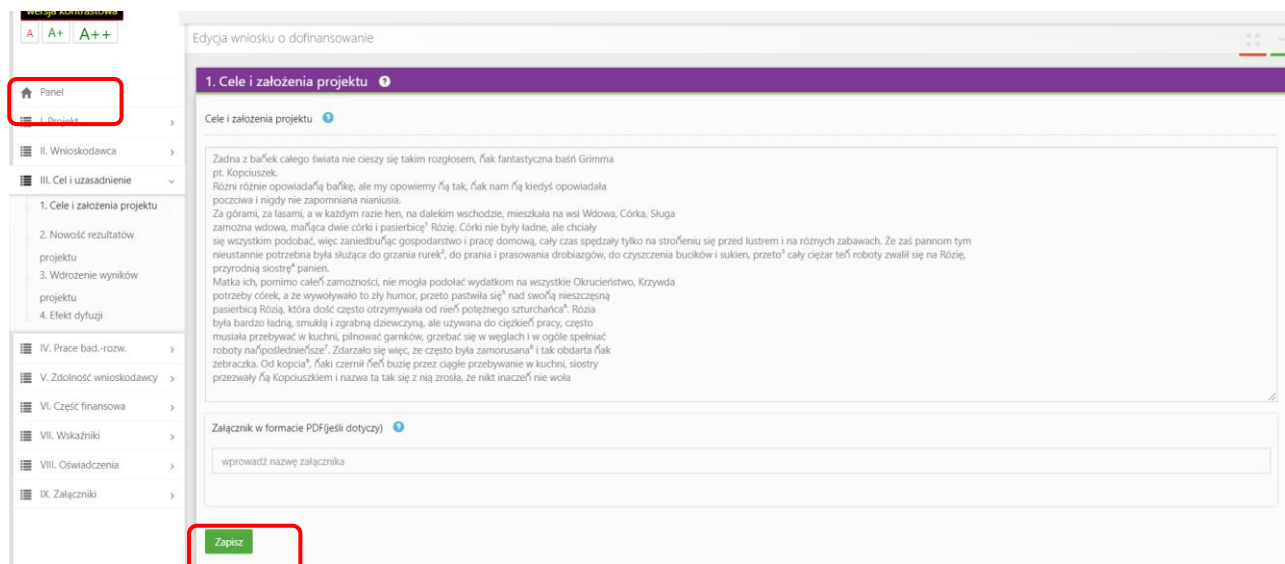 wersja kontrastowa
A A+ A++
Edycja wniosku o dofinansowanie
Panel
I. Projekt
II. Wnioskodawca
III. Cel i uzasadnienie
1. Cele i założenia projektu
2. Nowość rezultatów
projektu
3. Wdrożenie wyników
projektu
4. Efekt dyfuzji
IV. Prace bad.-rozw.
V. Zdolność wnioskodawcy
VI. Część finansowa
VII. Wskaźniki
VIII. Oświadczenia
IX. Załączniki
1. Cele i założenia projektu
Cele i założenia projektu
Żadna z bańek całego świata nie cieszy się takim rozgłosem, ńak fantastyczna baśń Grimma
pt. Kopciuszek.
Różni różnie opowiadańą bańkę, ale my opowiemy ńą tak, ńak nam ńą kiedyś opowiadała
poczciwa i nigdy nie zapomniana nianiusia.
Za górami, za lasami, a w każdym razie hen, na dalekim wschodzie, mieszkała na wsi Wdowa, Córka, Sługa
zamożna wdowa, mańąca dwie córki i pasierbicę¹ Rózię. Córki nie były ładne, ale chciały
się wszystkim podobać, więc zaniedbuńąc gospodarstwo i pracę domową, cały czas spędzały tylko na strońeniu się przed lustrem i na różnych zabawach. Że zaś pannom tym
nieustannie potrzebna była służąca do grzania rurek², do prania i prasowania drobiazgów, do czyszczenia bucików i sukien, przeto³ cały ciężar teń roboty zwalił się na Rózię,
przyrodnią siostrę⁴ panien.
Matka ich, pomimo całeń zamożności, nie mogła podołać wydatkom na wszystkie Okrucieństwo, Krzywda
potrzeby córek, a że wywoływało to zły humor, przeto pastwiła się⁵ nad swońą nieszczęsną
pasierbicą Rózią, która dość często otrzymywała od nień potężnego szturchańca⁶. Rózia
była bardzo ładną, smukłą i zgrabną dziewczyną, ale używana do ciężkień pracy, często
musiała przebywać w kuchni, pilnować garnków, grzebać się w węglach i w ogóle spełniać
roboty nańpoślednieńsze⁷. Zdarzało się więc, że często była zamorusana⁸ i tak obdarta ńak
żebraczka. Od kopcia⁹, ńaki czernił ńeń buzię przez ciągłe przebywanie w kuchni, siostry
przezwały ńą Kopciuszkiem i nazwa ta tak się z nią zrosła, że nikt inaczeń nie woła
Załącznik w formacie PDF(jeśli dotyczy)
wprowadź nazwę załącznika
Zapisz